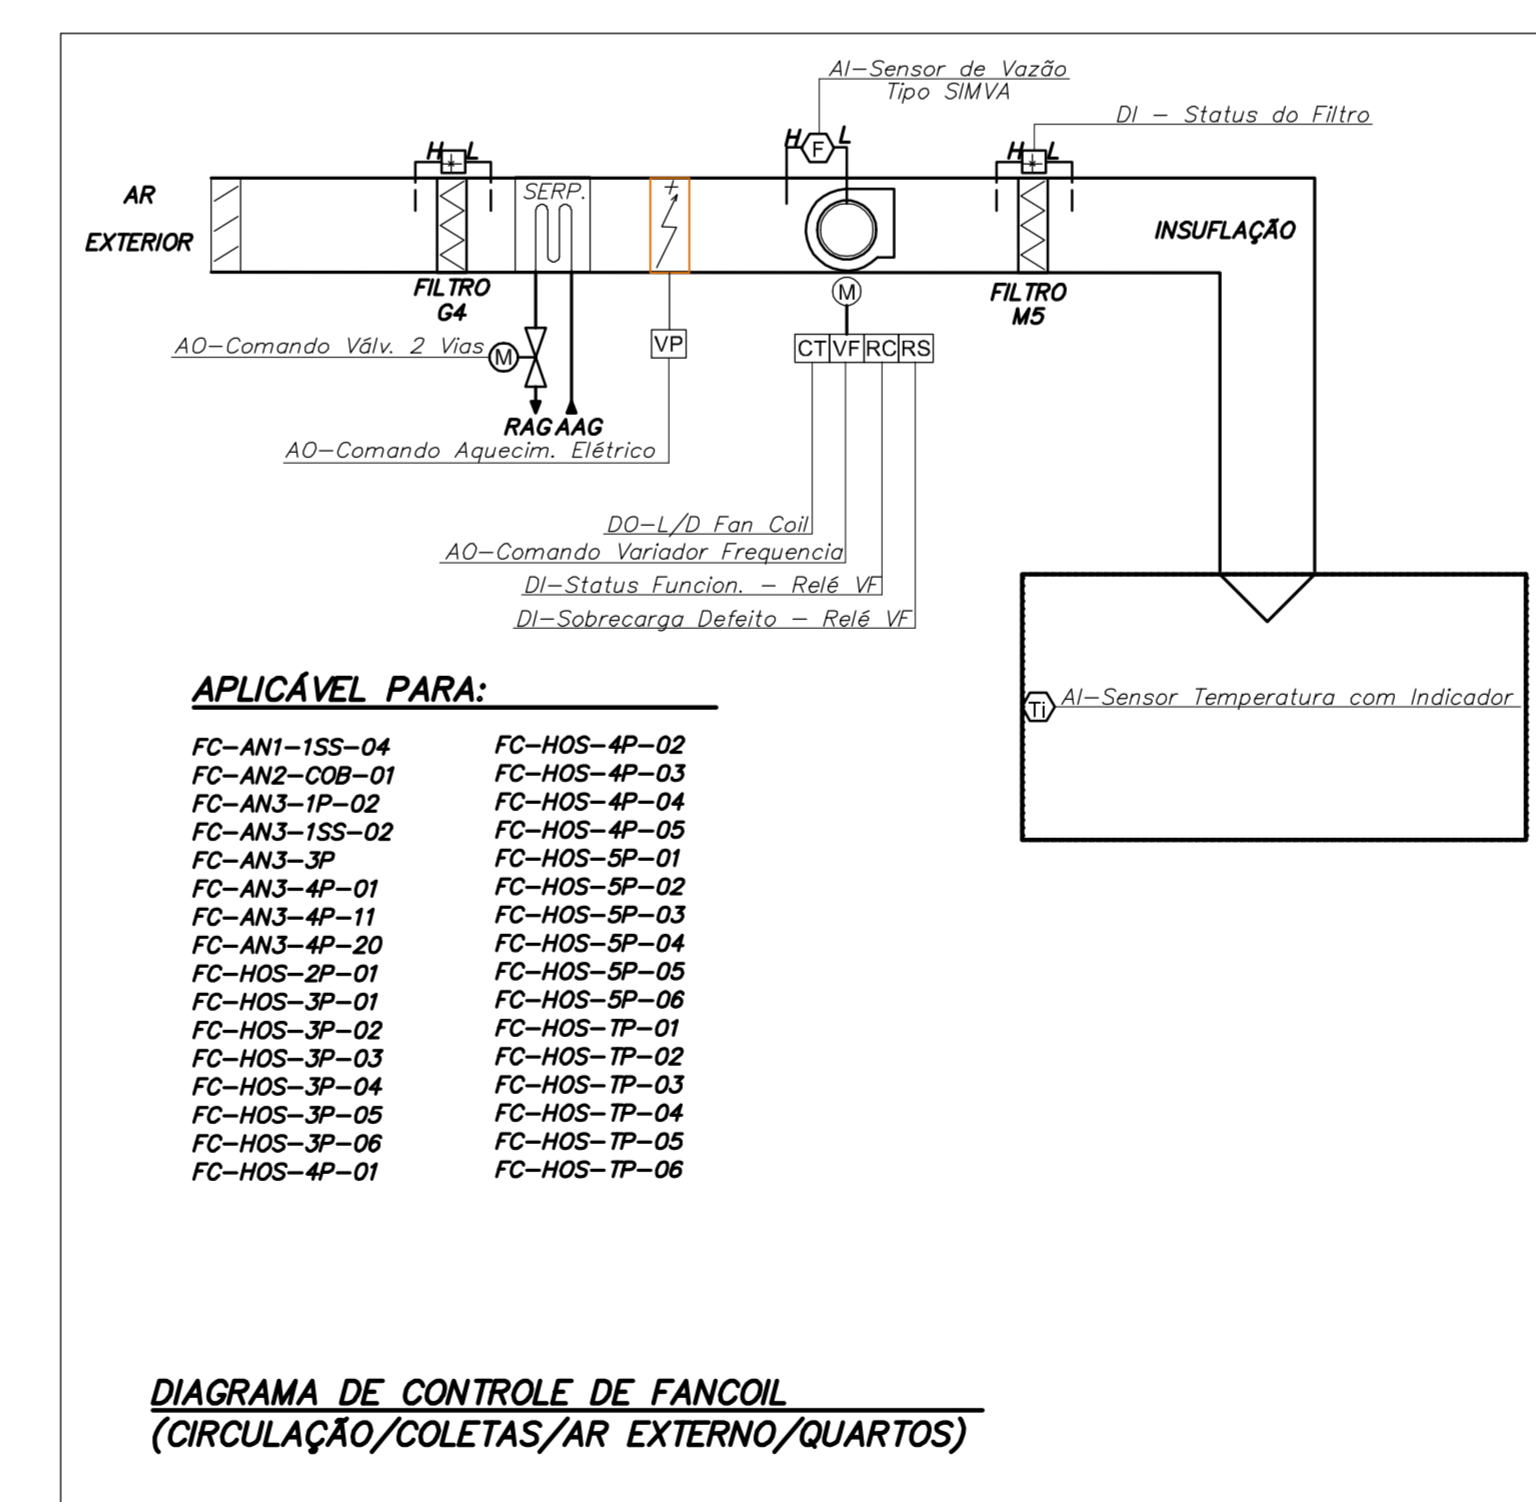 AI-Sensor de Vazão
Tipo SIMVA
DI - Status do Filtro
H L
H F L
H L
AR
EXTERIOR
SERP.
+
INSUFLAÇÃO
FILTRO
G4
M
FILTRO
M5
AO-Comando Válv. 2 Vias
M
VP
CT VF RC RS
RAG AAG
AO-Comando Aquecim. Elétrico
DO-L/D Fan Coil
AO-Comando Variador Frequencia
DI-Status Funcion. - Relé VF
DI-Sobrecarga Defeito - Relé VF
Ti
AI-Sensor Temperatura com Indicador
APLICÁVEL PARA:
FC-AN1-1SS-04
FC-AN2-COB-01
FC-AN3-1P-02
FC-AN3-1SS-02
FC-AN3-3P
FC-AN3-4P-01
FC-AN3-4P-11
FC-AN3-4P-20
FC-HOS-2P-01
FC-HOS-3P-01
FC-HOS-3P-02
FC-HOS-3P-03
FC-HOS-3P-04
FC-HOS-3P-05
FC-HOS-3P-06
FC-HOS-4P-01
FC-HOS-4P-02
FC-HOS-4P-03
FC-HOS-4P-04
FC-HOS-4P-05
FC-HOS-5P-01
FC-HOS-5P-02
FC-HOS-5P-03
FC-HOS-5P-04
FC-HOS-5P-05
FC-HOS-5P-06
FC-HOS-TP-01
FC-HOS-TP-02
FC-HOS-TP-03
FC-HOS-TP-04
FC-HOS-TP-05
FC-HOS-TP-06
DIAGRAMA DE CONTROLE DE FANCOIL
(CIRCULAÇÃO/COLETAS/AR EXTERNO/QUARTOS)